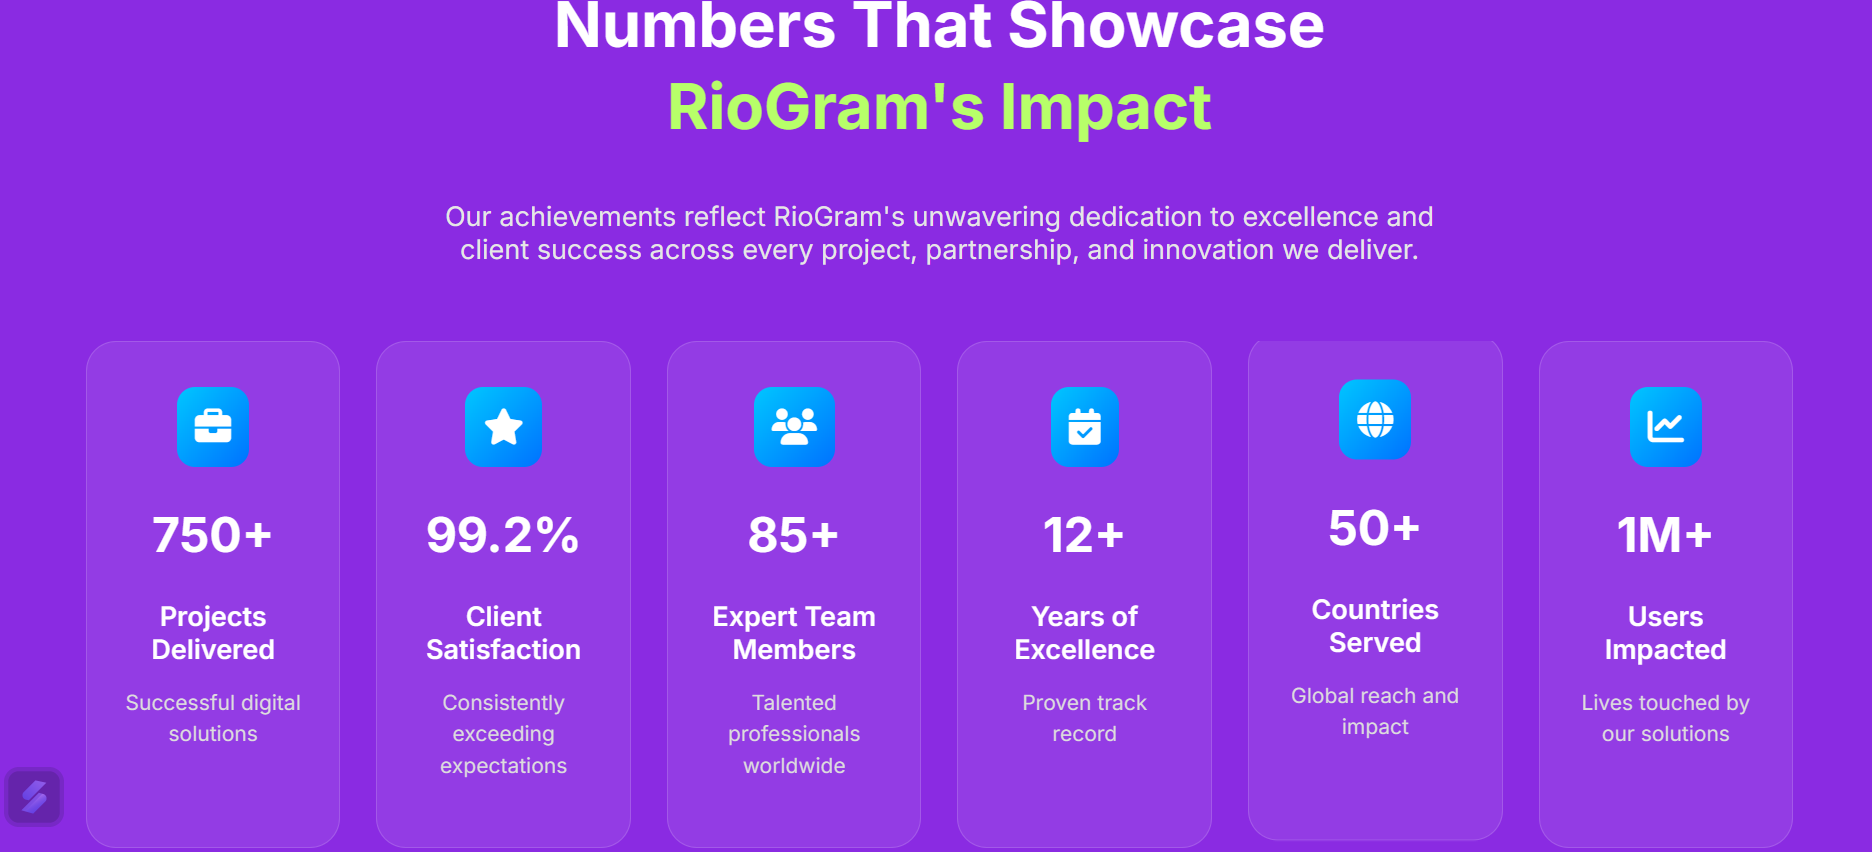 Numbers That Showcase
RioGram's Impact
Our achievements reflect RioGram's unwavering dedication to excellence and
client success across every project, partnership, and innovation we deliver.
750+
Projects
Delivered
Successful digital
solutions
99.2%
Client
Satisfaction
Consistently
exceeding
expectations
85+
Expert Team
Members
Talented
professionals
worldwide
12+
Years of
Excellence
Proven track
record
50+
Countries
Served
Global reach and
impact
1M+
Users
Impacted
Lives touched by
our solutions